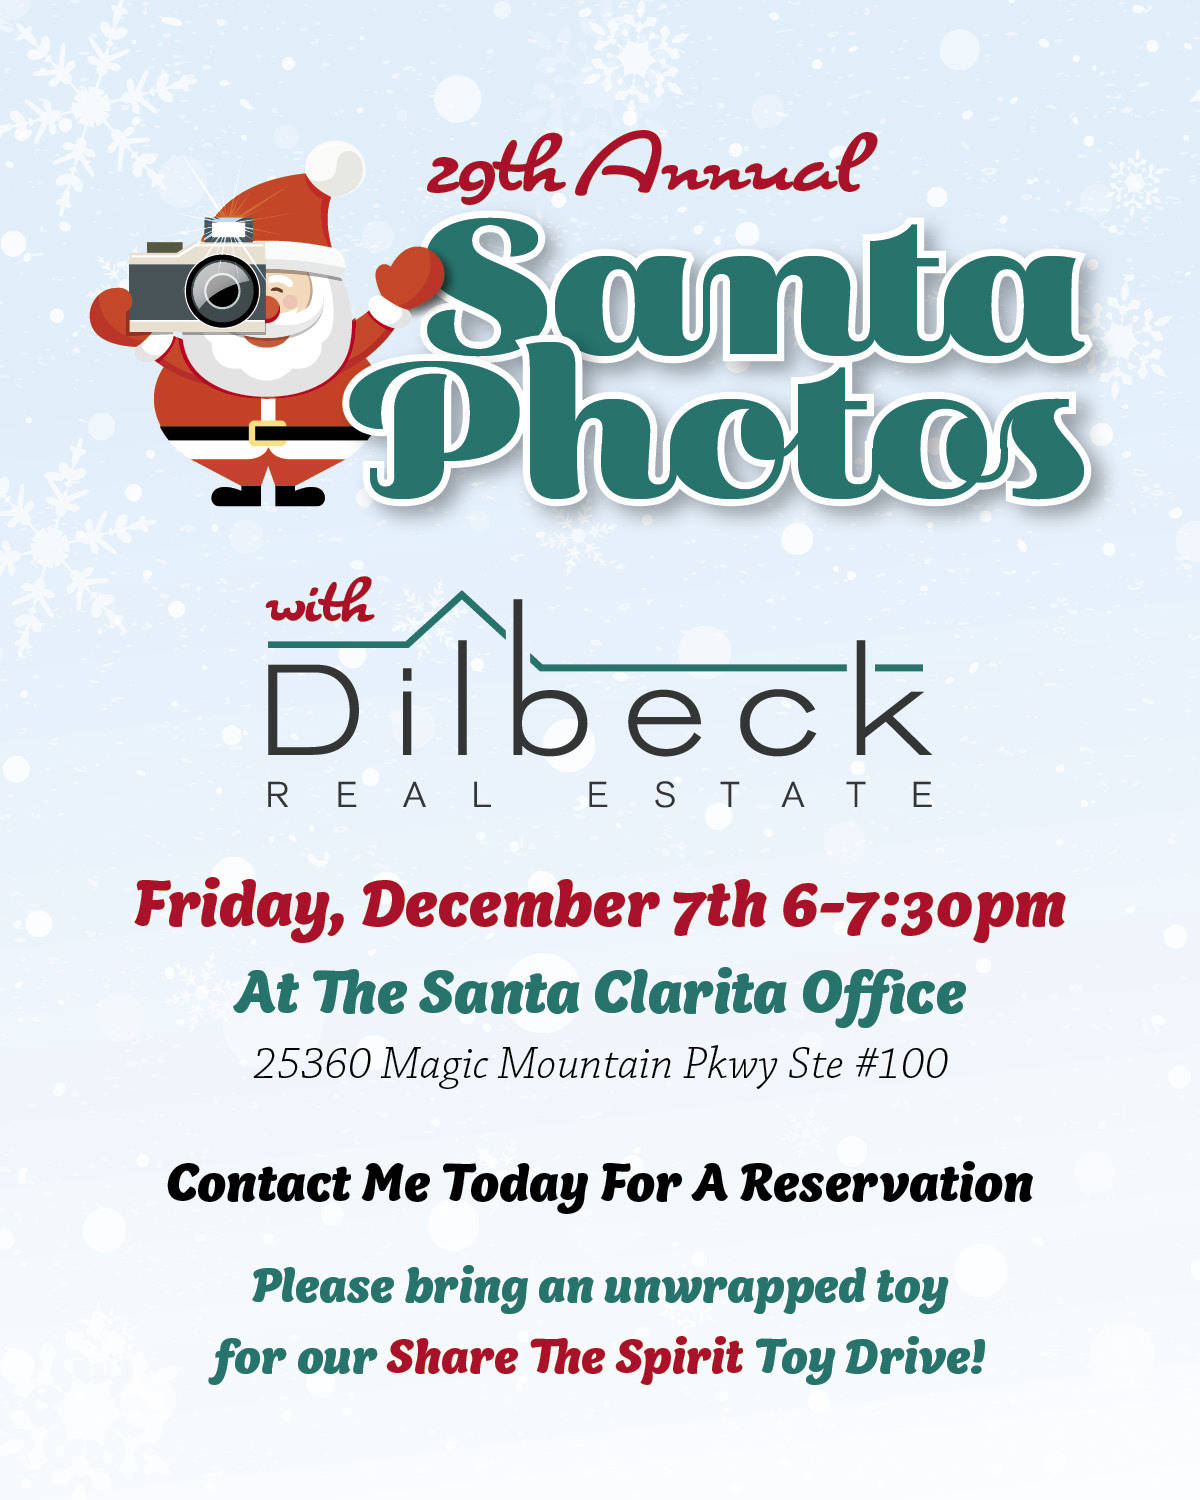 29th Annual
Santa
Photos
with
Dilbeck
REAL ESTATE
Friday, December 7th 6-7:30pm
At The Santa Clarita Office
25360 Magic Mountain Pkwy Ste #100
Contact Me Today For A Reservation
Please bring an unwrapped toy
for our Share The Spirit Toy Drive!